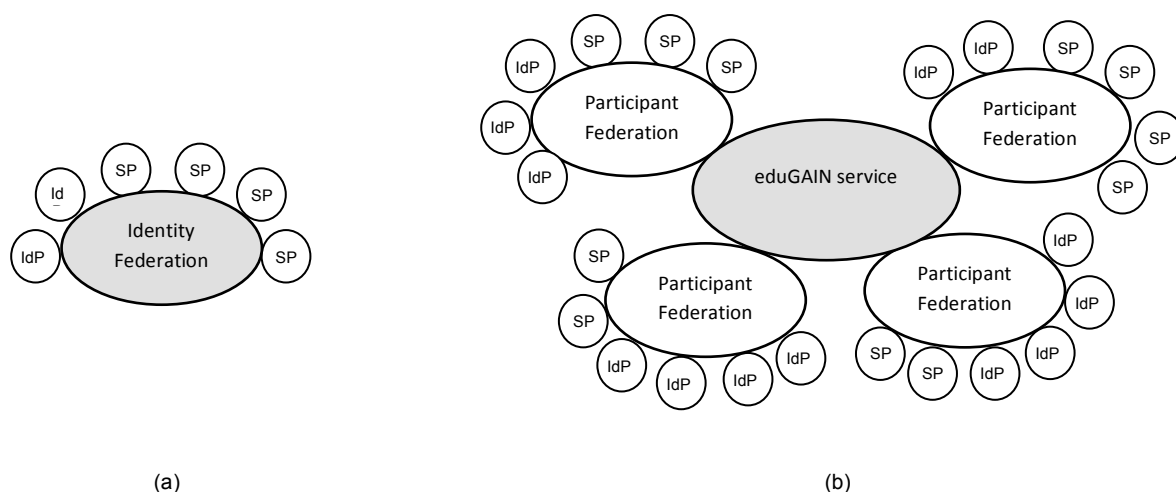 SP
SP
Id
SP
IdP
SP
Identity
Federation
(a)
SP
SP
IdP
SP
IdP
IdP
Participant
Federation
IdP
SP
IdP
SP
SP
SP
Participant
Federation
eduGAIN service
SP
SP
IdP
IdP
IdP
IdP
Participant
Federation
IdP
IdP
IdP
IdP
SP
SP
Participant
Federation
(b)